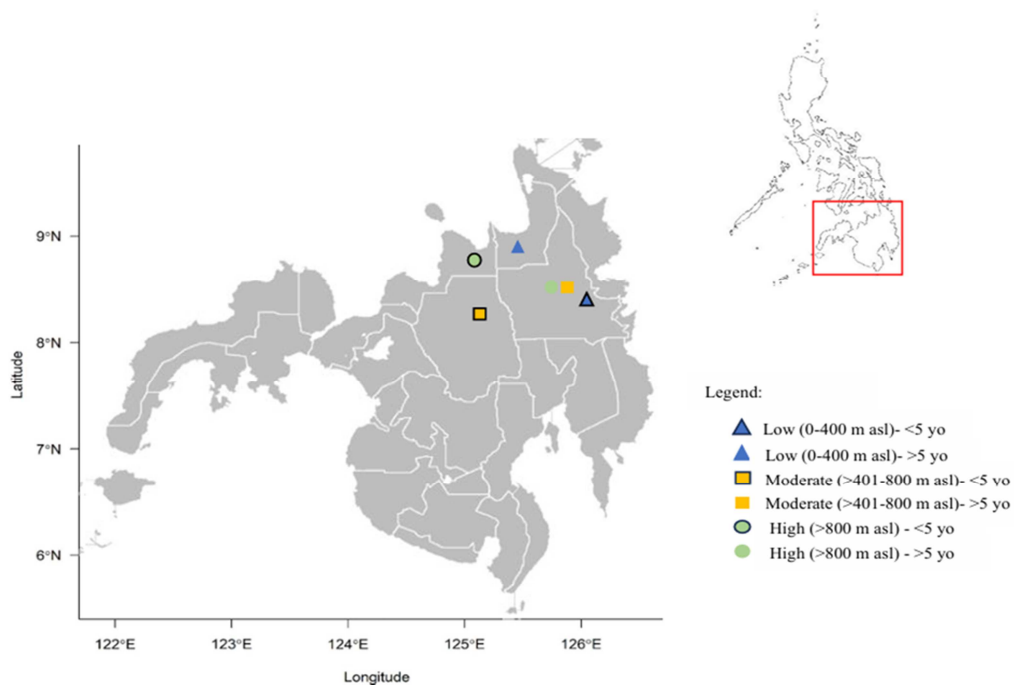 9°N
8°N
7°N
6°N
Latitude
122°E 123°E 124°E 125°E 126°E
Longitude
Legend:
Low (0-400 m asl)- <5 yo
Low (0-400 m asl)- >5 yo
Moderate (>401-800 m asl)- <5 yo
Moderate (>401-800 m asl)- >5 yo
High (>800 m asl) - <5 yo
High (>800 m asl) - >5 yo